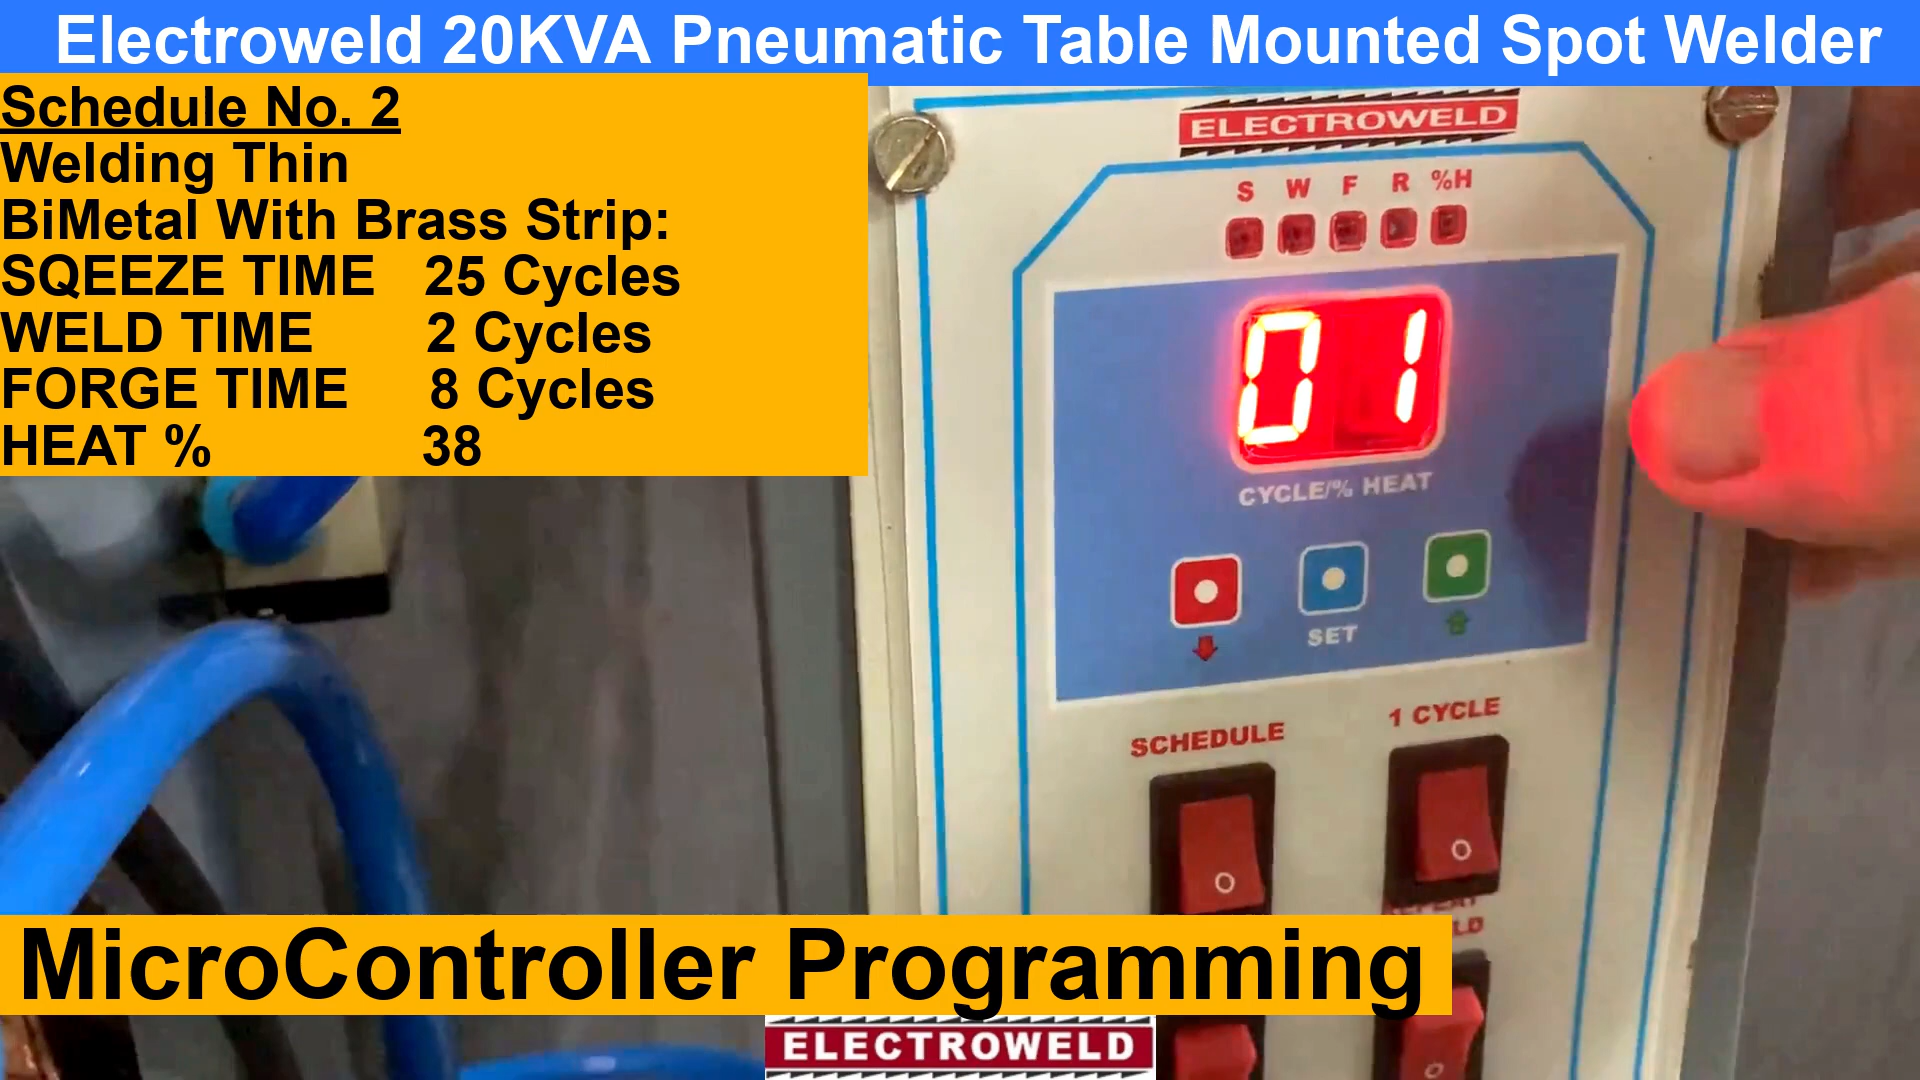 Electroweld 20KVA Pneumatic Table Mounted Spot Welder
Schedule No. 2
Welding Thin
BiMetal With Brass Strip:
SQEEZE TIME 25 Cycles
WELD TIME 2 Cycles
FORGE TIME 8 Cycles
HEAT % 38
ELECTROWELD
S W F R %H
01
CYCLE/% HEAT
SET
SCHEDULE
1 CYCLE
MicroController Programming
ELECTROWELD